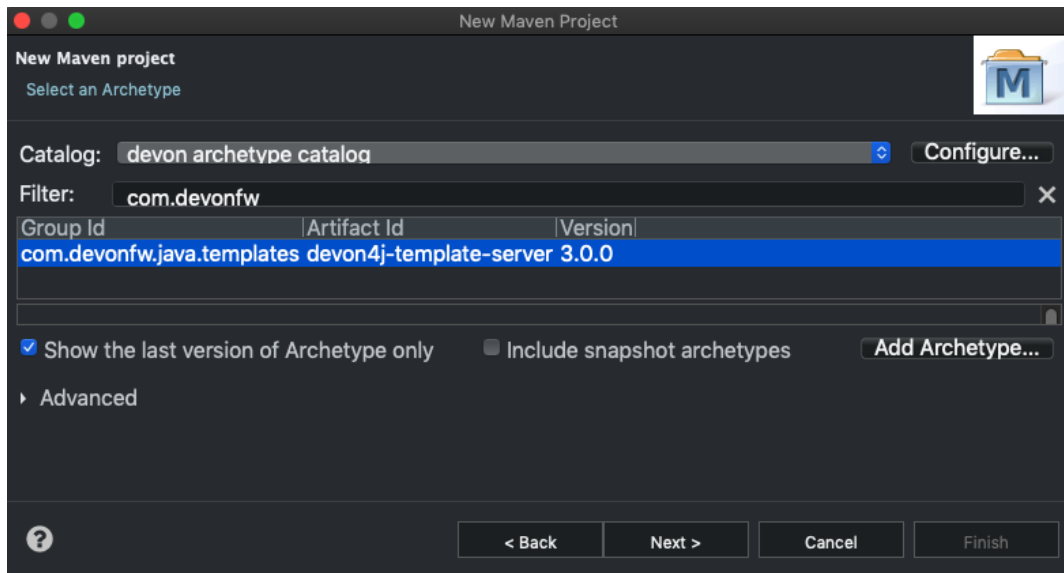 New Maven Project
New Maven project
Select an Archetype
M
Catalog: devon archetype catalog Configure...
Filter: com.devonfw
Group Id Artifact Id Version
com.devonfw.java.templates devon4j-template-server 3.0.0
Show the last version of Archetype only Include snapshot archetypes Add Archetype...
Advanced
? < Back Next > Cancel Finish